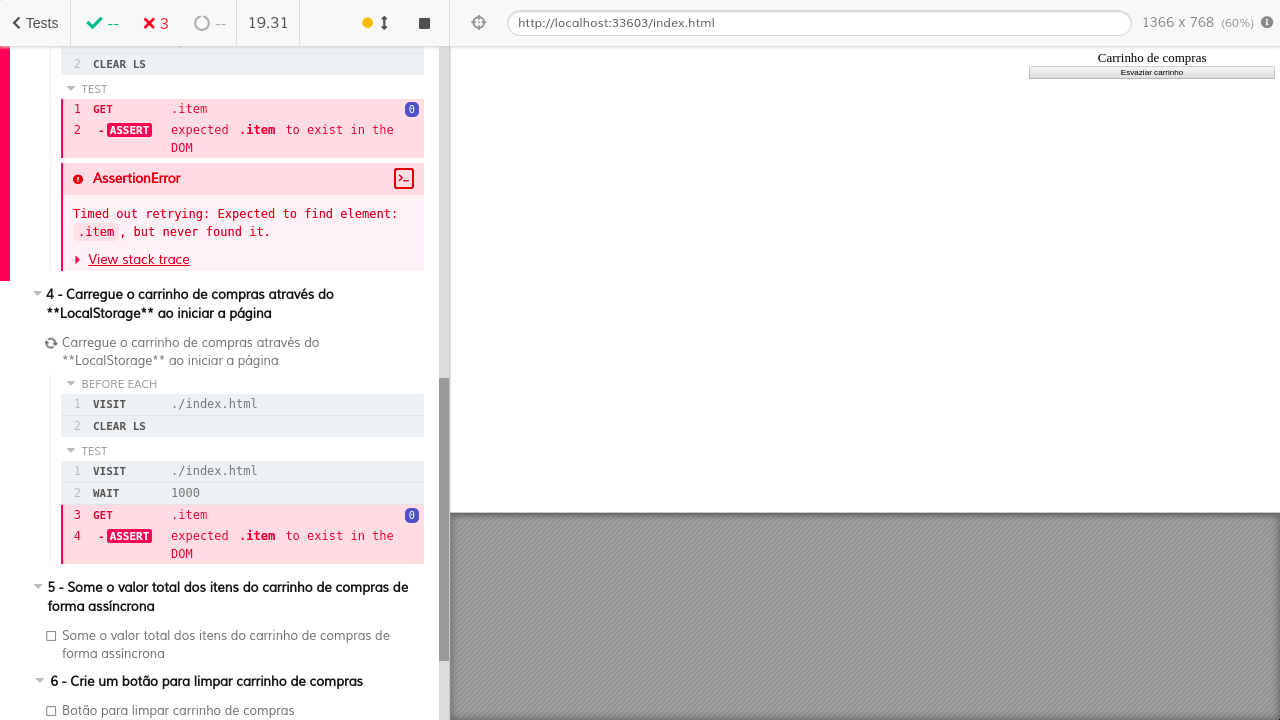 Tests
--
3
--
19.31
http://localhost:33603/index.html
1366 x 768 (60%)
2 CLEAR LS
TEST
1 GET .item 0
2 - ASSERT expected .item to exist in the
DOM
AssertionError
Timed out retrying: Expected to find element:
.item, but never found it.
View stack trace
4 - Carregue o carrinho de compras através do
**LocalStorage** ao iniciar a página
Carregue o carrinho de compras através do
**LocalStorage** ao iniciar a página
BEFORE EACH
1 VISIT ./index.html
2 CLEAR LS
TEST
1 VISIT ./index.html
2 WAIT 1000
3 GET .item 0
4 - ASSERT expected .item to exist in the
DOM
5 - Some o valor total dos itens do carrinho de compras de
forma assíncrona
Some o valor total dos itens do carrinho de compras de
forma assíncrona
6 - Crie um botão para limpar carrinho de compras
Botão para limpar carrinho de compras
Carrinho de compras
Esvaziar carrinho